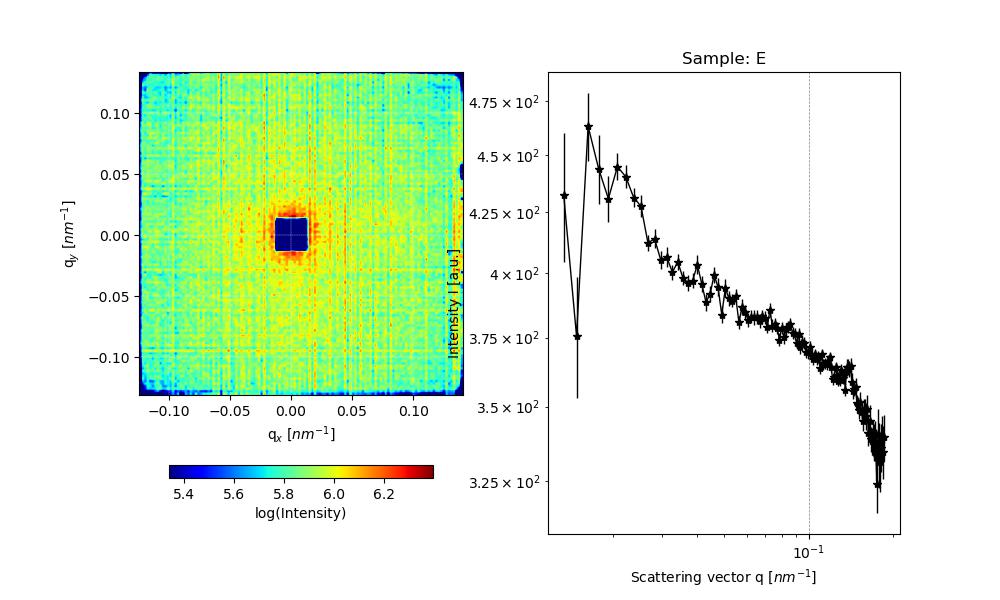 Sample: E
0.10
0.05
0.00
−0.05
−0.10
q_y [nm⁻¹]
−0.10 −0.05 0.00 0.05 0.10
q_x [nm⁻¹]
5.4 5.6 5.8 6.0 6.2
log(Intensity)
4.75 × 10²
4.5 × 10²
4.25 × 10²
4 × 10²
3.75 × 10²
3.5 × 10²
3.25 × 10²
Intensity I [a.u.]
10⁻¹
Scattering vector q [nm⁻¹]